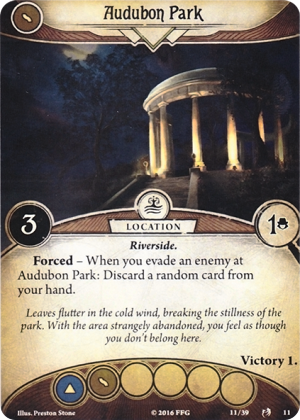 Audubon Park
3
LOCATION
1
Riverside.
Forced – When you evade an enemy at
Audubon Park: Discard a random card from
your hand.
Leaves flutter in the cold wind, breaking the stillness of the
park. With the area strangely abandoned, you feel as though
you don't belong here.
Victory 1.
Illus. Preston Stone
© 2016 FFG
11/39
11